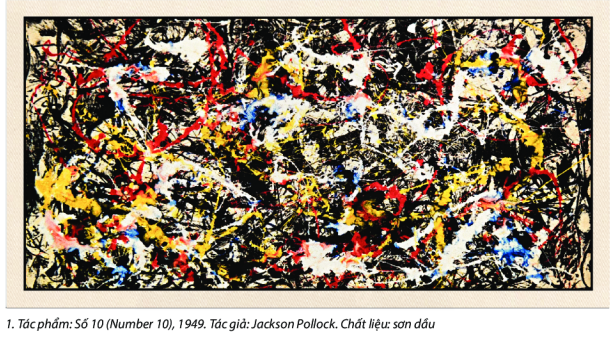 1. Tác phẩm: Số 10 (Number 10), 1949. Tác giả: Jackson Pollock. Chất liệu: sơn dầu